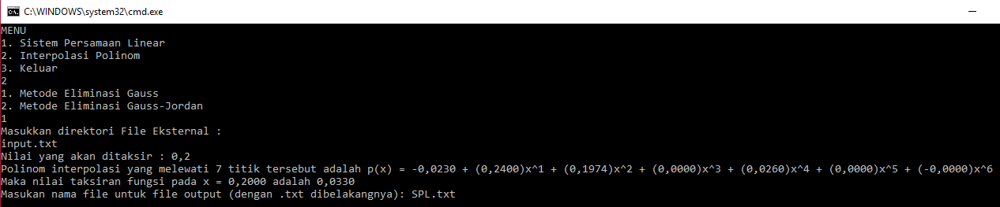 C:\WINDOWS\system32\cmd.exe
MENU
1. Sistem Persamaan Linear
2. Interpolasi Polinom
3. Keluar
2
1. Metode Eliminasi Gauss
2. Metode Eliminasi Gauss-Jordan
1
Masukkan direktori File Eksternal :
input.txt
Nilai yang akan ditaksir : 0,2
Polinom interpolasi yang melewati 7 titik tersebut adalah p(x) = -0,0230 + (0,2400)x^1 + (0,1974)x^2 + (0,0000)x^3 + (0,0260)x^4 + (0,0000)x^5 + (-0,0000)x^6
Maka nilai taksiran fungsi pada x = 0,2000 adalah 0,0330
Masukan nama file untuk file output (dengan .txt dibelakangnya): SPL.txt